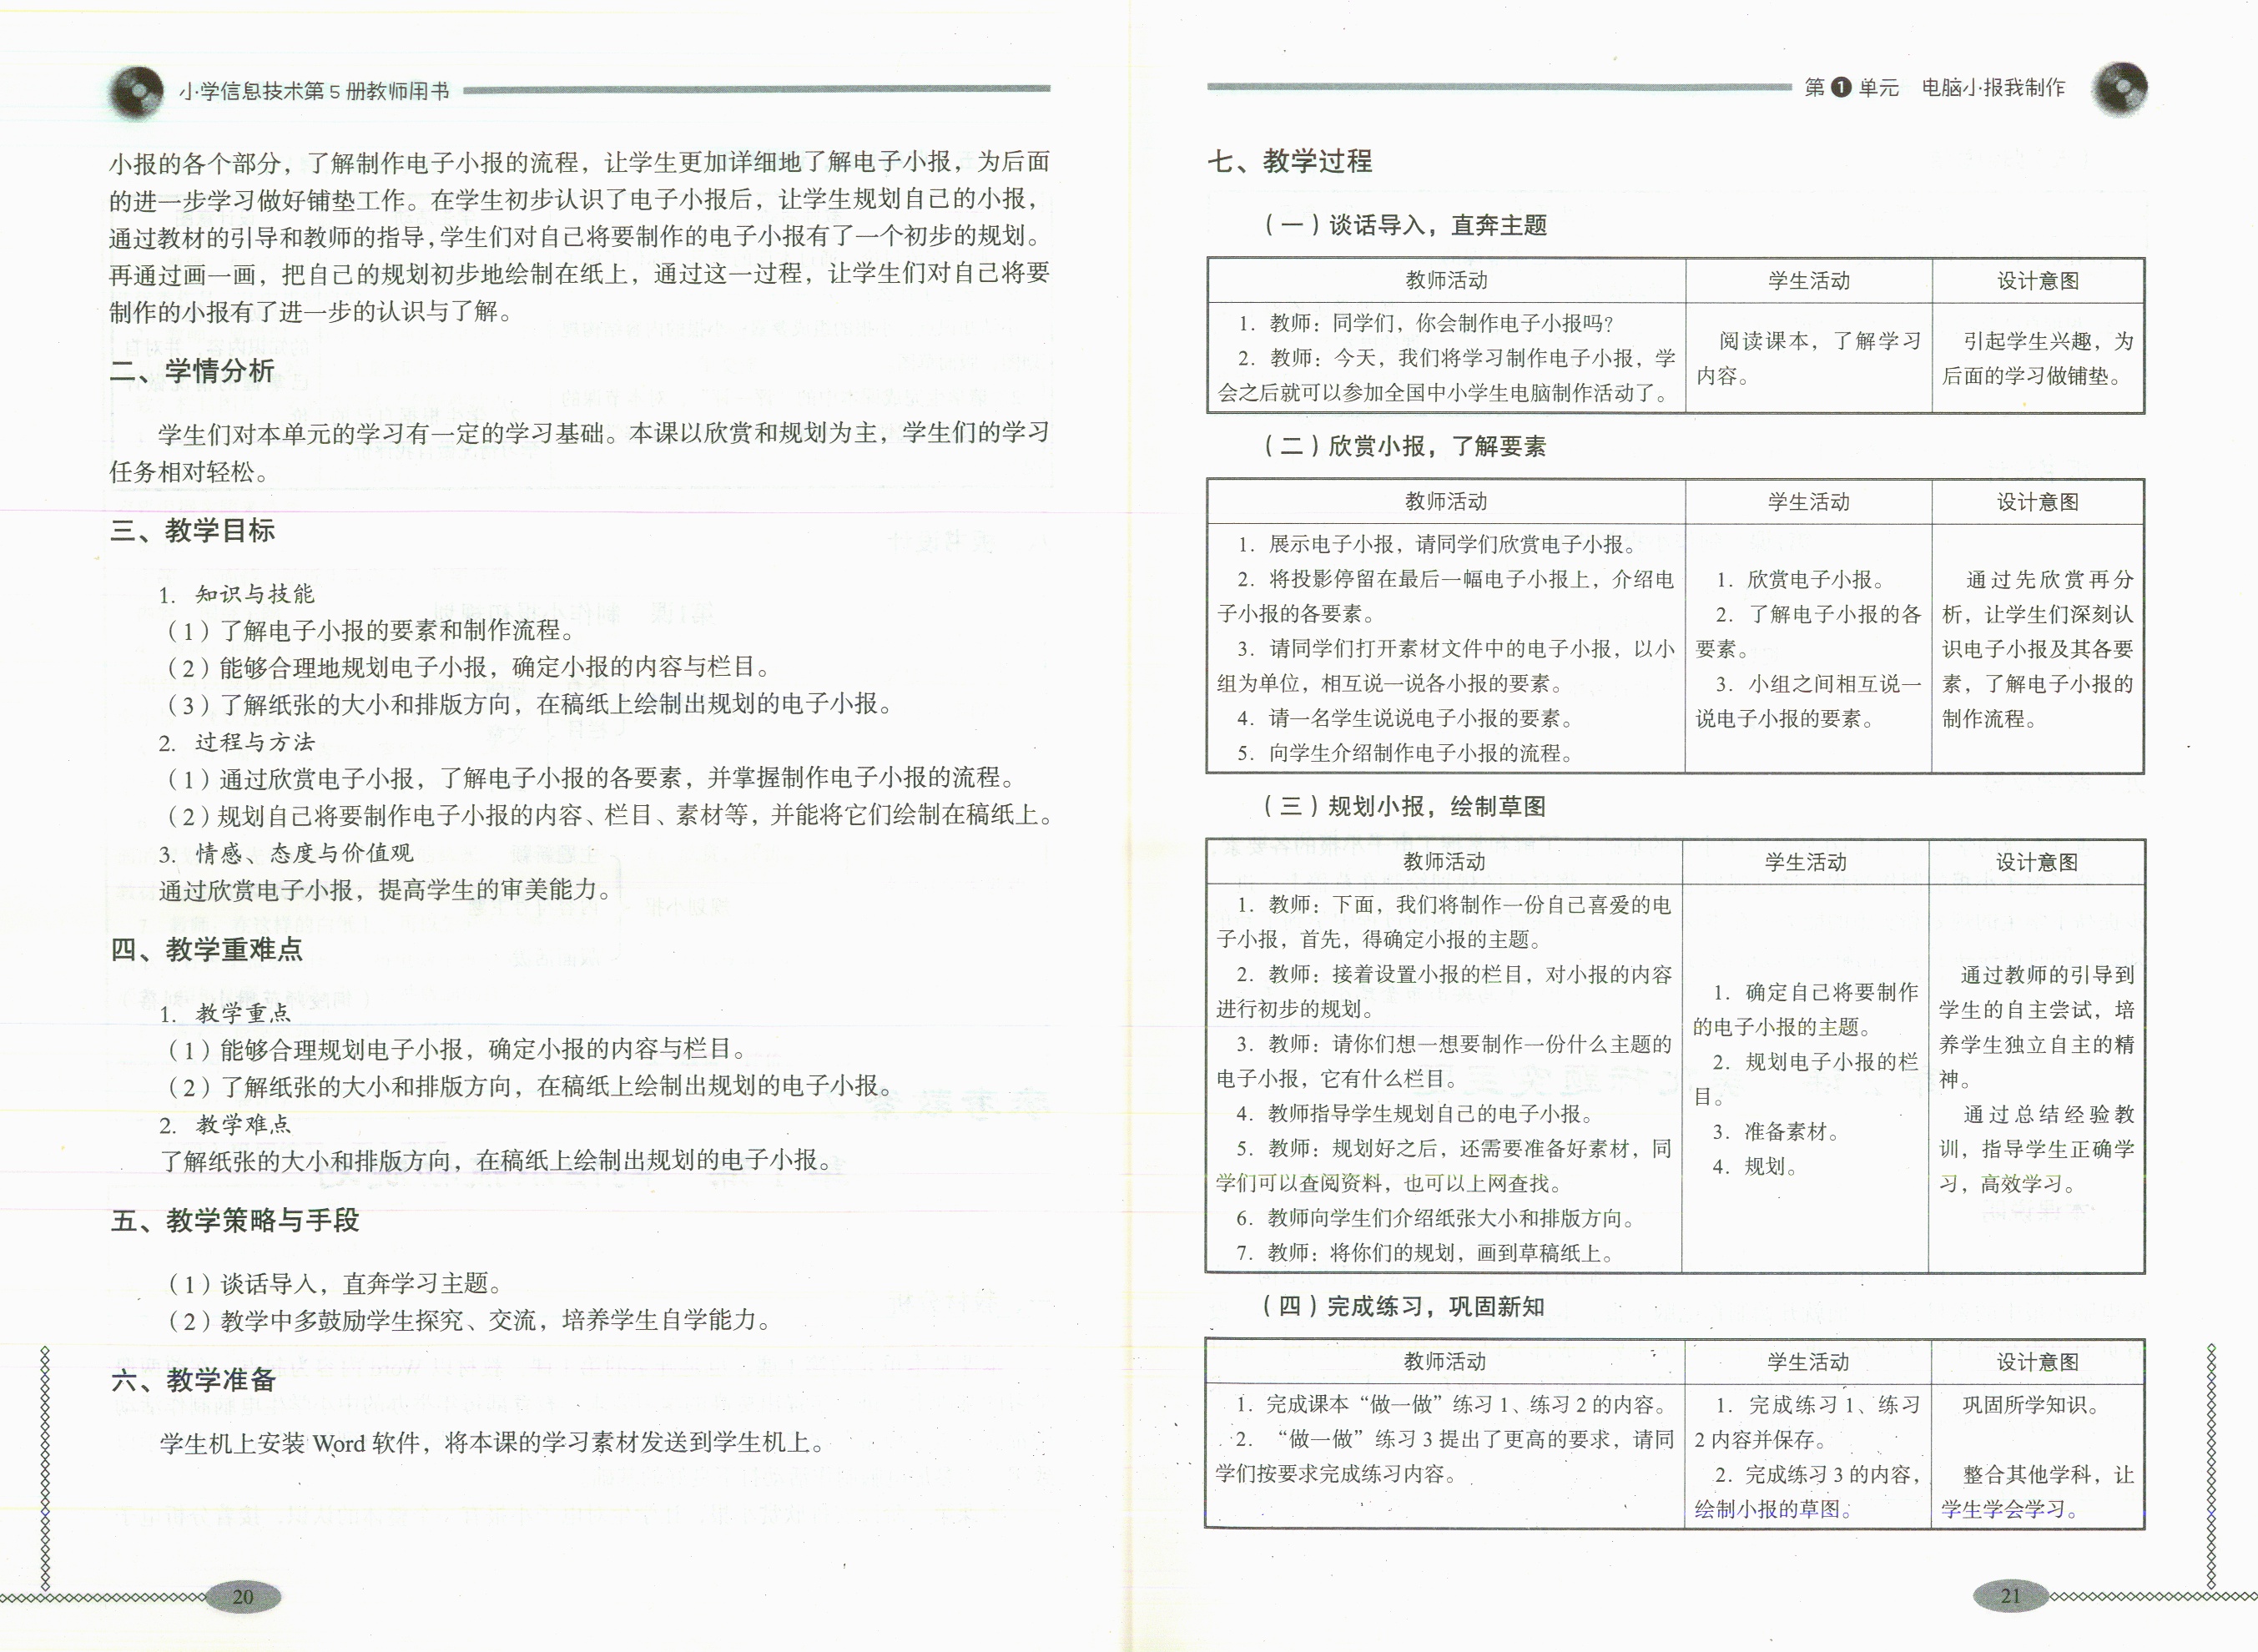 小学信息技术第5册教师用书
小报的各个部分，了解制作电子小报的流程，让学生更加详细地了解电子小报，为后面
的进一步学习做好铺垫工作。在学生初步认识了电子小报后，让学生规划自己的小报，
通过教材的引导和教师的指导，学生们对自己将要制作的电子小报有了一个初步的规划。
再通过画一画，把自己的规划初步地绘制在纸上，通过这一过程，让学生们对自己将要
制作的小报有了进一步的认识与了解。
二、学情分析
学生们对本单元的学习有一定的学习基础。本课以欣赏和规划为主，学生们的学习
任务相对轻松。
三、教学目标
1. 知识与技能
（1）了解电子小报的要素和制作流程。
（2）能够合理地规划电子小报，确定小报的内容与栏目。
（3）了解纸张的大小和排版方向，在稿纸上绘制出规划的电子小报。
2. 过程与方法
（1）通过欣赏电子小报，了解电子小报的各要素，并掌握制作电子小报的流程。
（2）规划自己将要制作电子小报的内容、栏目、素材等，并能将它们绘制在稿纸上。
3. 情感、态度与价值观
通过欣赏电子小报，提高学生的审美能力。
四、教学重难点
1. 教学重点
（1）能够合理规划电子小报，确定小报的内容与栏目。
（2）了解纸张的大小和排版方向，在稿纸上绘制出规划的电子小报。
2. 教学难点
了解纸张的大小和排版方向，在稿纸上绘制出规划的电子小报。
五、教学策略与手段
（1）谈话导入，直奔学习主题。
（2）教学中多鼓励学生探究、交流，培养学生自学能力。
六、教学准备
学生机上安装 Word 软件，将本课的学习素材发送到学生机上。
20
第1单元 电脑小报我制作
七、教学过程
（一）谈话导入，直奔主题
教师活动
学生活动
设计意图
1. 教师：同学们，你会制作电子小报吗？
2. 教师：今天，我们将学习制作电子小报，学
会之后就可以参加全国中小学生电脑制作活动了。
阅读课本，了解学习
内容。
引起学生兴趣，为
后面的学习做铺垫。
（二）欣赏小报，了解要素
教师活动
学生活动
设计意图
1. 展示电子小报，请同学们欣赏电子小报。
2. 将投影停留在最后一幅电子小报上，介绍电
子小报的各要素。
3. 请同学们打开素材文件中的电子小报，以小
组为单位，相互说一说各小报的要素。
4. 请一名学生说说电子小报的要素。
5. 向学生介绍制作电子小报的流程。
1. 欣赏电子小报。
2. 了解电子小报的各
要素。
3. 小组之间相互说一
说电子小报的要素。
通过先欣赏再分
析，让学生们深刻认
识电子小报及其各要
素，了解电子小报的
制作流程。
（三）规划小报，绘制草图
教师活动
学生活动
设计意图
1. 教师：下面，我们将制作一份自己喜爱的电
子小报，首先，得确定小报的主题。
2. 教师：接着设置小报的栏目，对小报的内容
进行初步的规划。
3. 教师：请你们想一想要制作一份什么主题的
电子小报，它有什么栏目。
4. 教师指导学生规划自己的电子小报。
5. 教师：规划好之后，还需要准备好素材，同
学们可以查阅资料，也可以上网查找。
6. 教师向学生们介绍纸张大小和排版方向。
7. 教师：将你们的规划，画到草稿纸上。
1. 确定自己将要制作
的电子小报的主题。
2. 规划电子小报的栏
目。
3. 准备素材。
4. 规划。
通过教师的引导到
学生的自主尝试，培
养学生独立自主的精
神。
通过总结经验教
训，指导学生正确学
习，高效学习。
（四）完成练习，巩固新知
教师活动
学生活动
设计意图
1. 完成课本“做一做”练习1、练习2的内容。
2. “做一做”练习3提出了更高的要求，请同
学们按要求完成练习内容。
1. 完成练习1、练习
2内容并保存。
2. 完成练习3的内容，
绘制小报的草图。
巩固所学知识。
整合其他学科，让
学生学会学习。
21